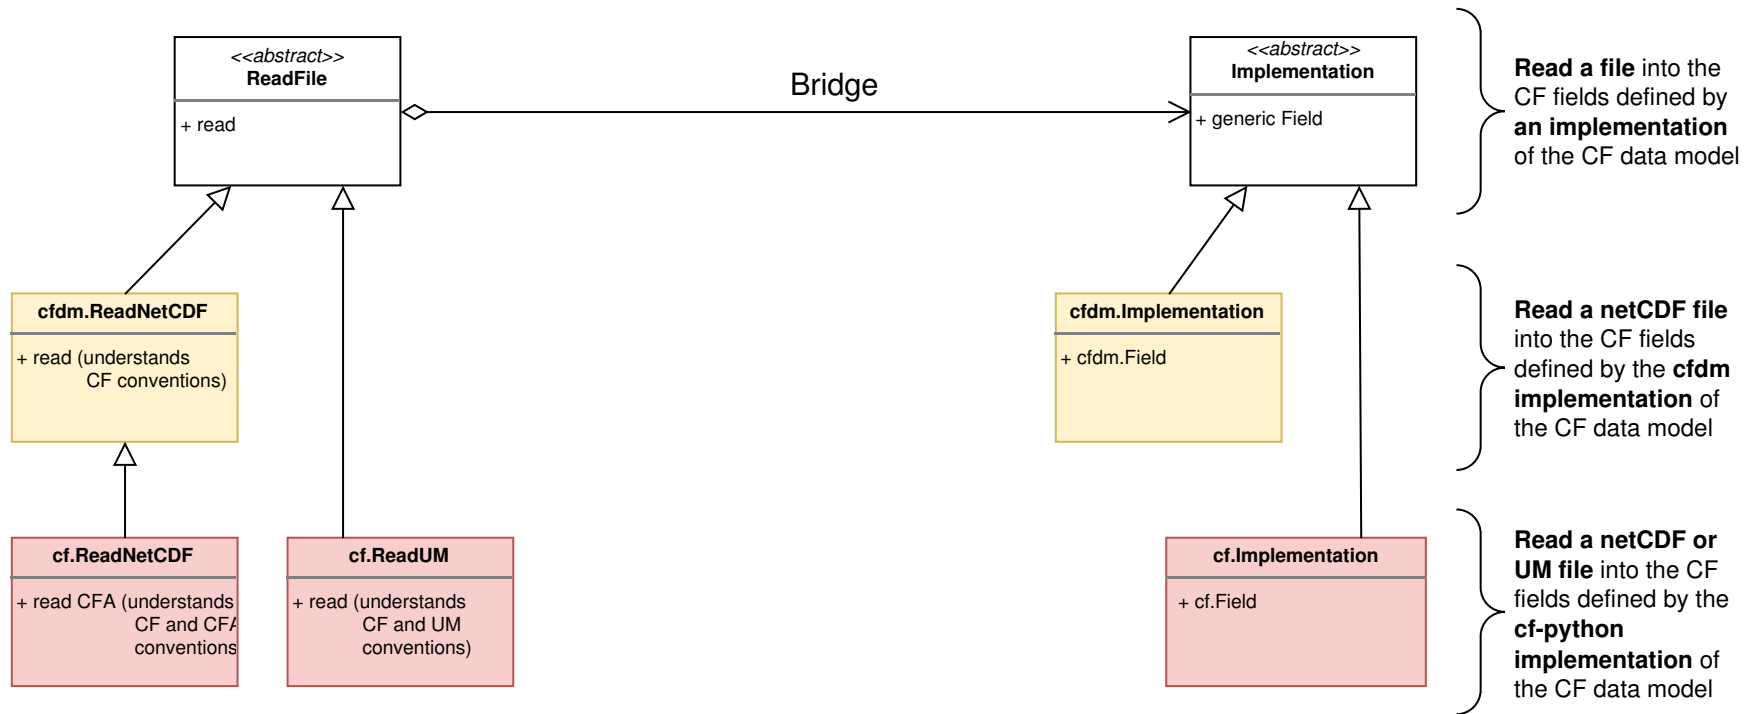 <<abstract>>
ReadFile
+ read
Bridge
<<abstract>>
Implementation
+ generic Field
Read a file into the
CF fields defined by
an implementation
of the CF data model
cfdm.ReadNetCDF
+ read (understands
CF conventions)
cfdm.Implementation
+ cfdm.Field
Read a netCDF file
into the CF fields
defined by the cfdm
implementation of
the CF data model
cf.ReadNetCDF
+ read CFA (understands
CF and CFA
conventions
cf.ReadUM
+ read (understands
CF and UM
conventions)
cf.Implementation
+ cf.Field
Read a netCDF or
UM file into the CF
fields defined by the
cf-python
implementation of
the CF data model